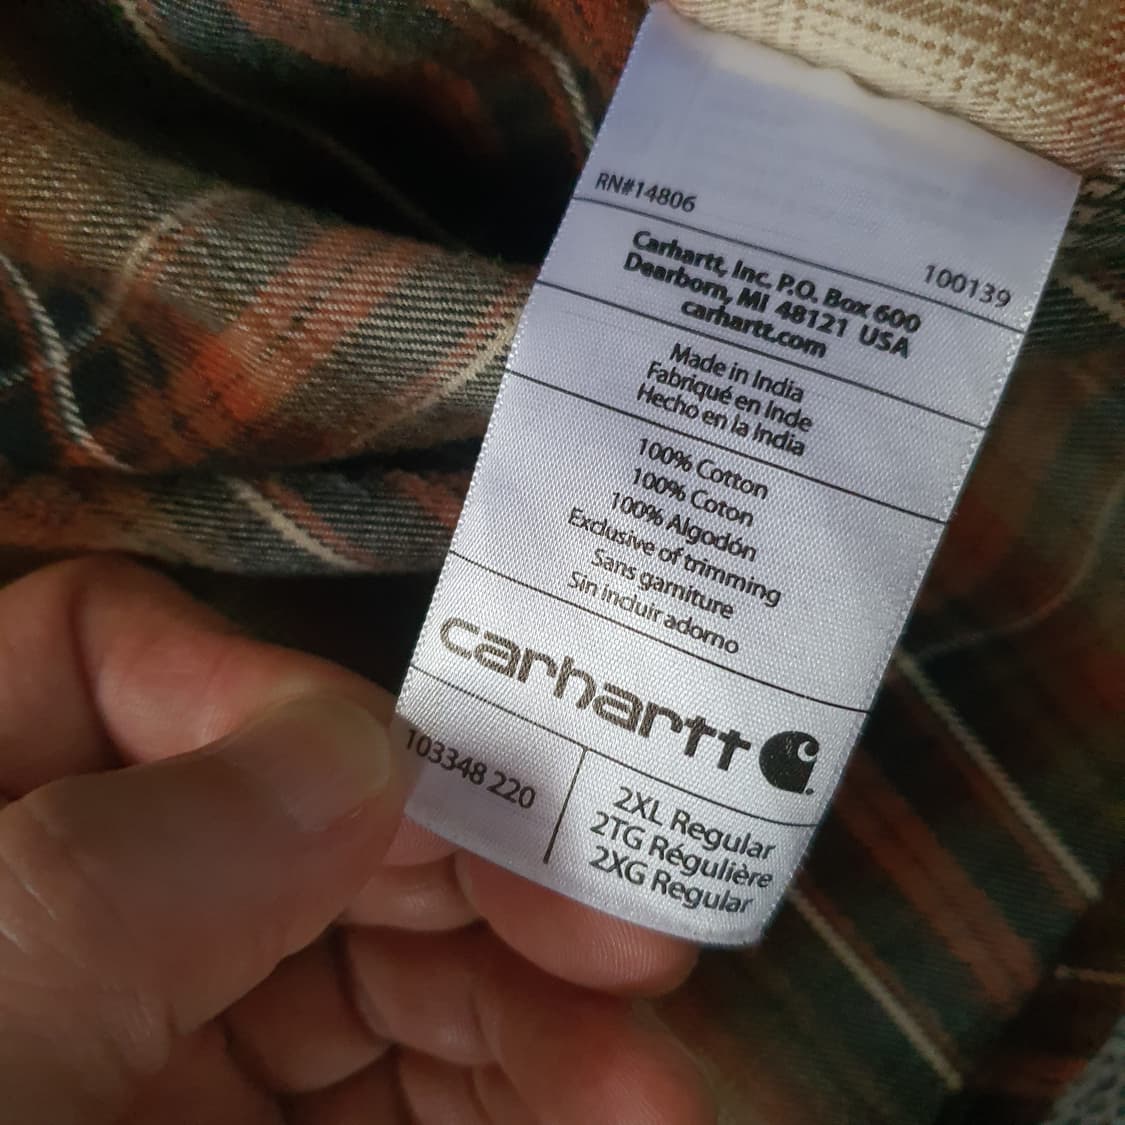 RN#14806
100139
Carhartt, Inc. P.O. Box 600
Dearborn, MI 48121 USA
carhartt.com
Made in India
Fabriqué en Inde
Hecho en la India
100% Cotton
100% Coton
100% Algodón
Exclusive of trimming
Sans garniture
Sin incluir adorno
carhartt
103348 220
2XL Regular
2TG Régulière
2XG Regular